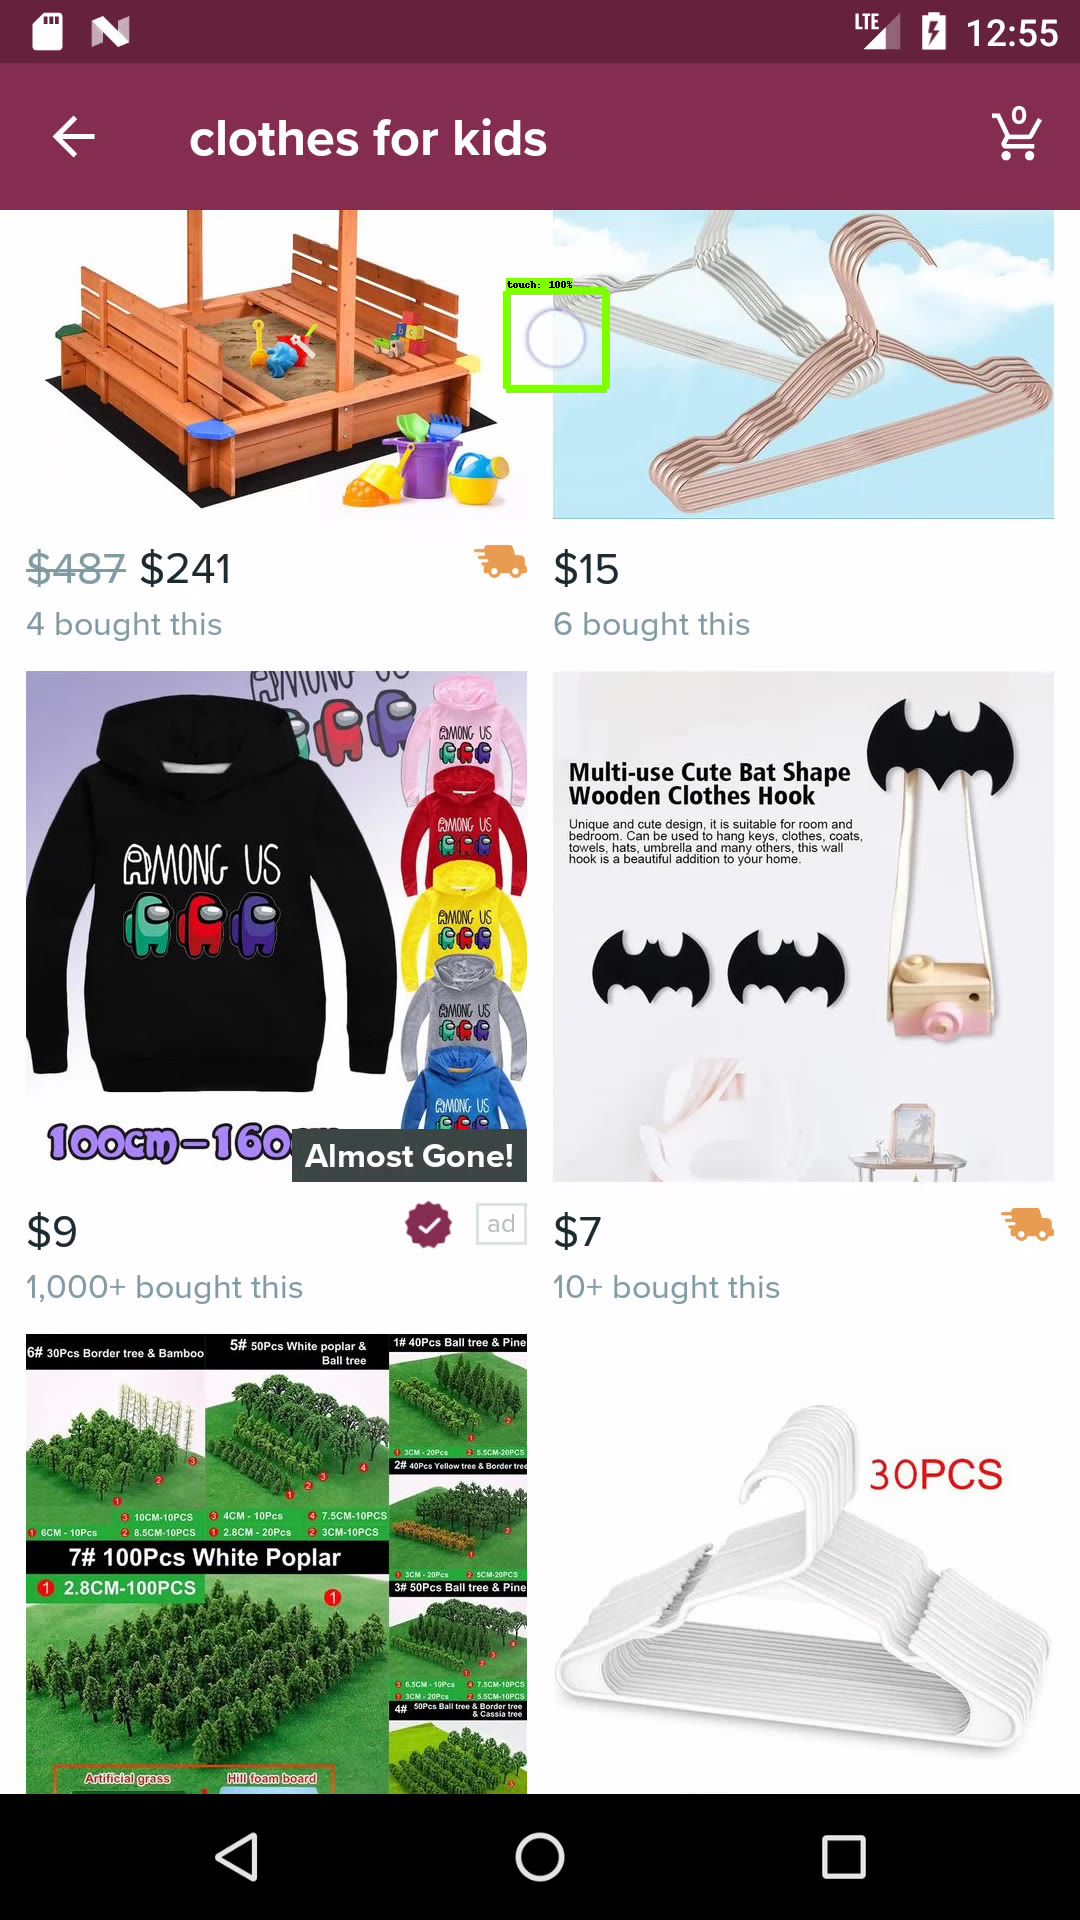 LTE
12:55
clothes for kids
0
touch: 100%
$487 $241
4 bought this
$15
6 bought this
AMONG US
AMONG US
AMONG US
AMONG US
AMONG US
AMONG US
AMONG US
100cm-160
Almost Gone!
Multi-use Cute Bat Shape
Wooden Clothes Hook
Unique and cute design, it is suitable for room and
bedroom. Can be used to hang keys, clothes, coats,
towels, hats, umbrella and many others, this wall
hook is a beautiful addition to your home.
$9
ad
1,000+ bought this
$7
10+ bought this
6# 30Pcs Border tree & Bamboo
3 10CM-10PCS
1 6CM - 10Pcs 2 8.5CM-10PCS
5# 50Pcs White poplar &
Ball tree
3 4CM - 10Pcs 4 7.5CM-10PCS
1 2.8CM - 20Pcs 2 3CM-10PCS
1# 40Pcs Ball tree & Pine
1 3CM - 20Pcs 2 5.5CM-20PCS
2# 40Pcs Yellow tree & Border tree
1 3CM - 20Pcs 2 5CM-20PCS
7# 100Pcs White Poplar
1 2.8CM-100PCS
1
3# 50Pcs Ball tree & Pine
3 6.5CM - 10Pcs 4 7.5CM-10PCS
1 3CM - 20Pcs 2 5.5CM-10PCS
4# 50Pcs Ball tree & Border tree
& Cassia tree
Artificial grass Hill foam board
30PCS